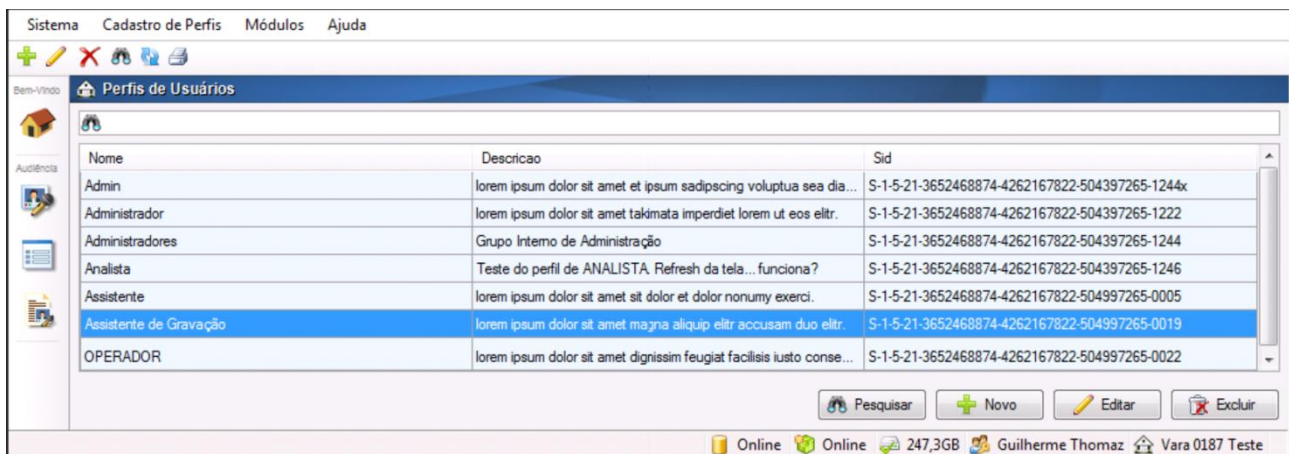 Sistema Cadastro de Perfis Módulos Ajuda
Bem-Vindo
Perfis de Usuários
Audiência
Nome Descricao Sid
Admin lorem ipsum dolor sit amet et ipsum sadipscing voluptua sea dia... S-1-5-21-3652468874-4262167822-504397265-1244x
Administrador lorem ipsum dolor sit amet takimata imperdiet lorem ut eos elitr. S-1-5-21-3652468874-4262167822-504397265-1222
Administradores Grupo Interno de Administração S-1-5-21-3652468874-4262167822-504397265-1244
Analista Teste do perfil de ANALISTA. Refresh da tela... funciona? S-1-5-21-3652468874-4262167822-504397265-1246
Assistente lorem ipsum dolor sit amet sit dolor et dolor nonumy exerci. S-1-5-21-3652468874-4262167822-504997265-0005
Assistente de Gravação lorem ipsum dolor sit amet magna aliquip elitr accusam duo elitr. S-1-5-21-3652468874-4262167822-504997265-0019
OPERADOR lorem ipsum dolor sit amet dignissim feugiat facilisis iusto conse... S-1-5-21-3652468874-4262167822-504997265-0022
Pesquisar Novo Editar Excluir
Online Online 247,3GB Guilherme Thomaz Vara 0187 Teste